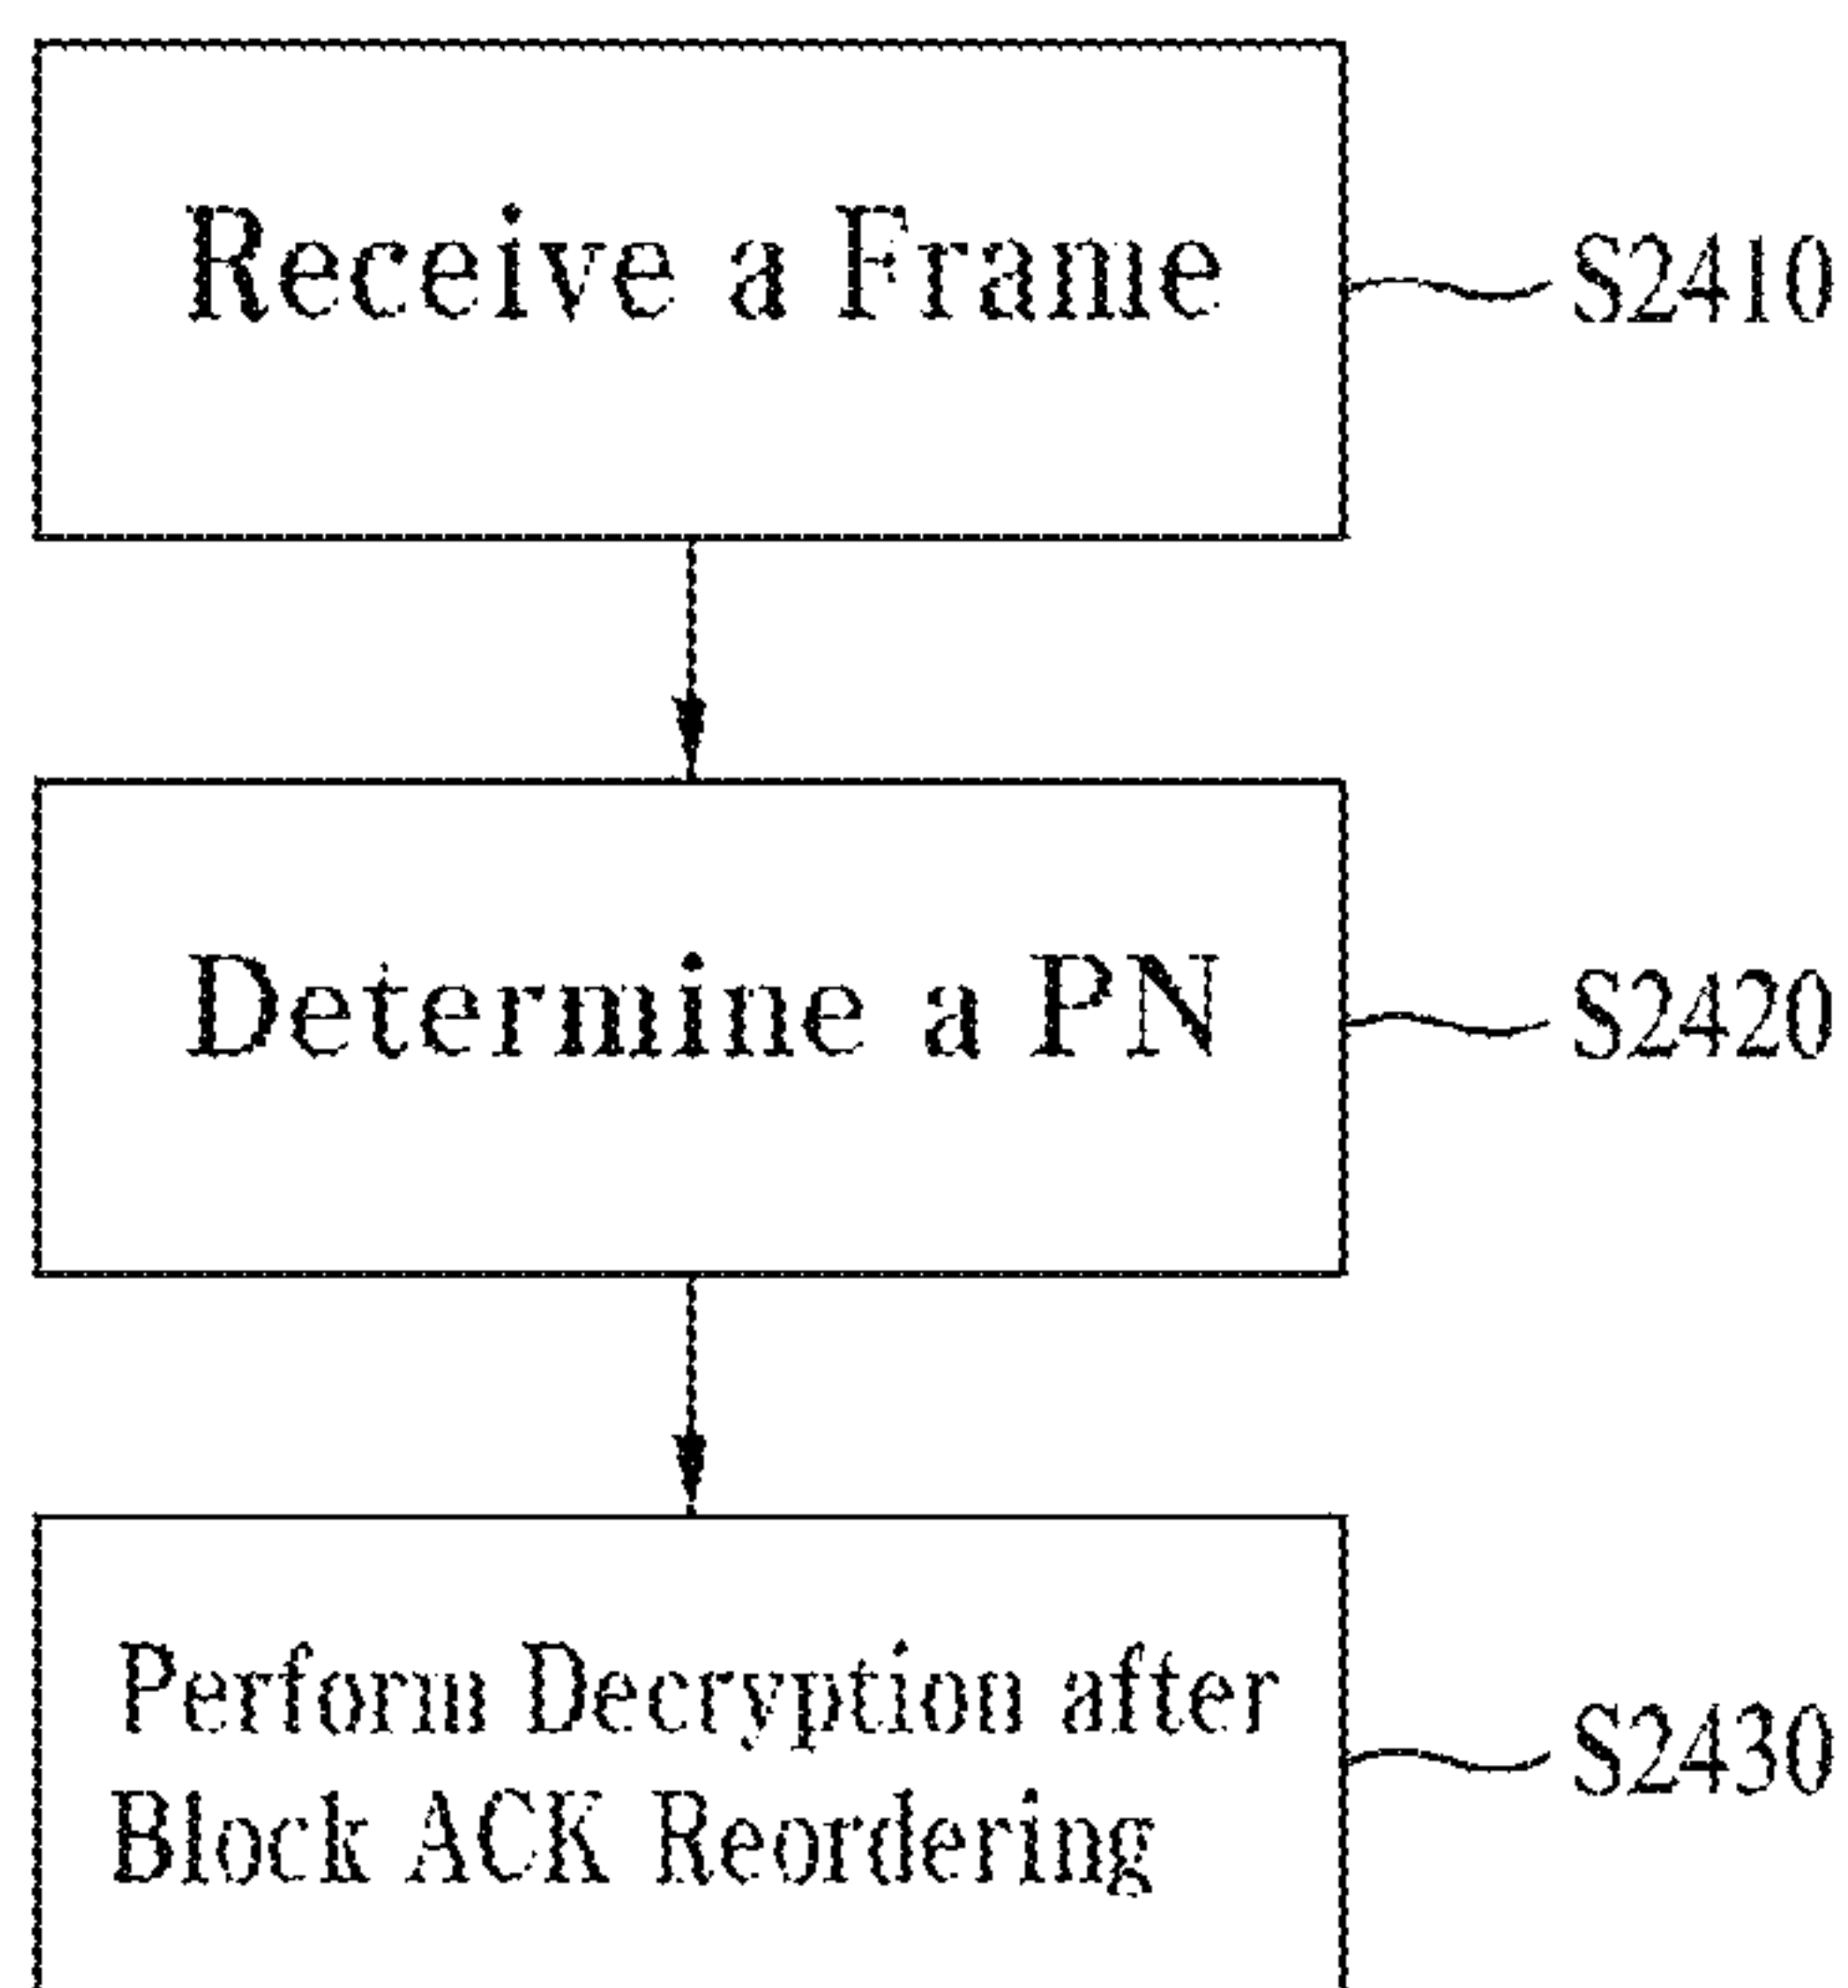 Receive a Frame
S2410
Determine a PN
S2420
Perform Decryption after
Block ACK Reordering
S2430